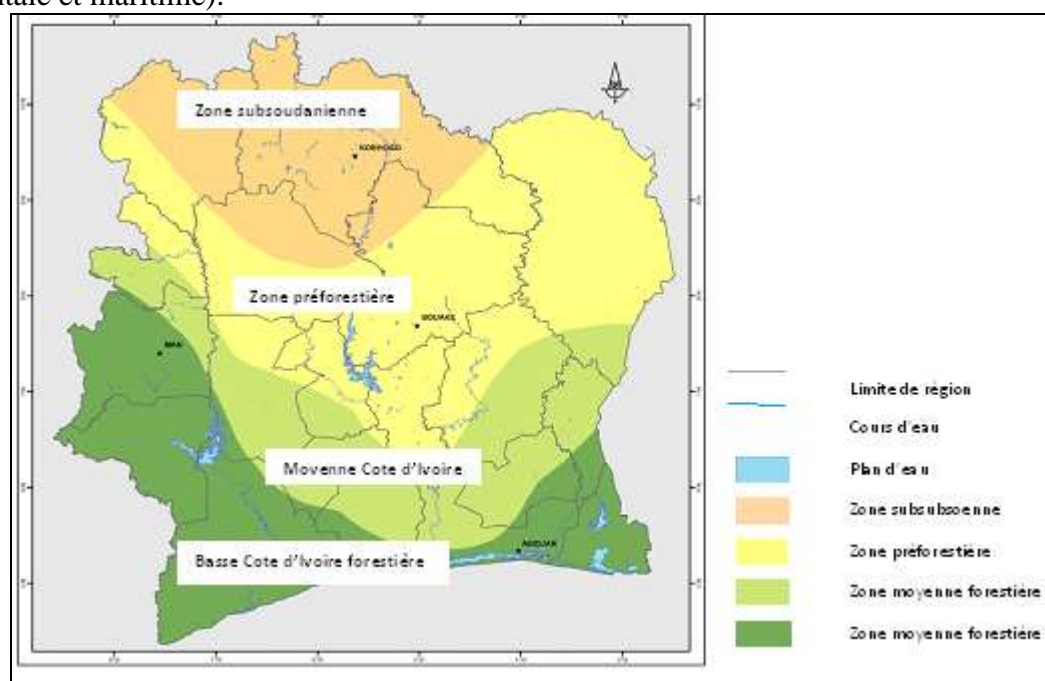 tale et maritime).
Zone subsoudanienne
KORHOGO
Zone préforestière
BOUAKE
MAN
Movenne Cote d'Ivoire
ABIDJAN
Basse Cote d'Ivoire forestière
Limite de région
Cours d'eau
Plan d'eau
Zone subsubsoenne
Zone préforestière
Zone moyenne forestière
Zone moyenne forestière